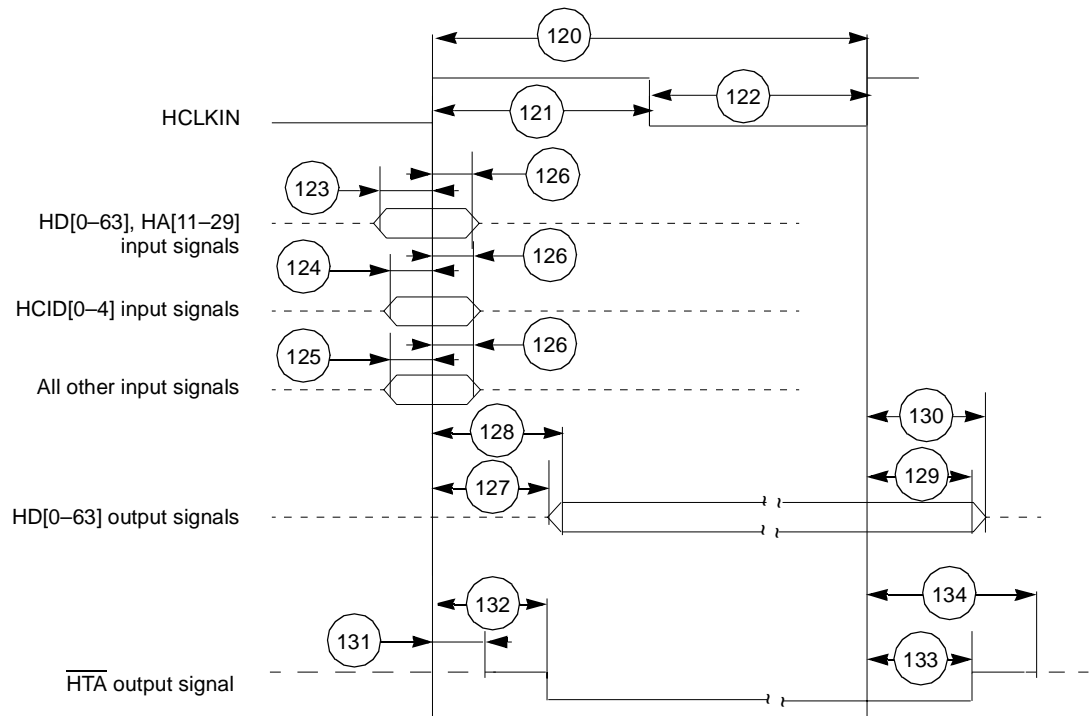 120
121
122
HCLKIN
123
126
HD[0–63], HA[11–29]
input signals
124
126
HCID[0–4] input signals
125
126
All other input signals
128
130
127
129
HD[0–63] output signals
132
134
131
133
HTA output signal